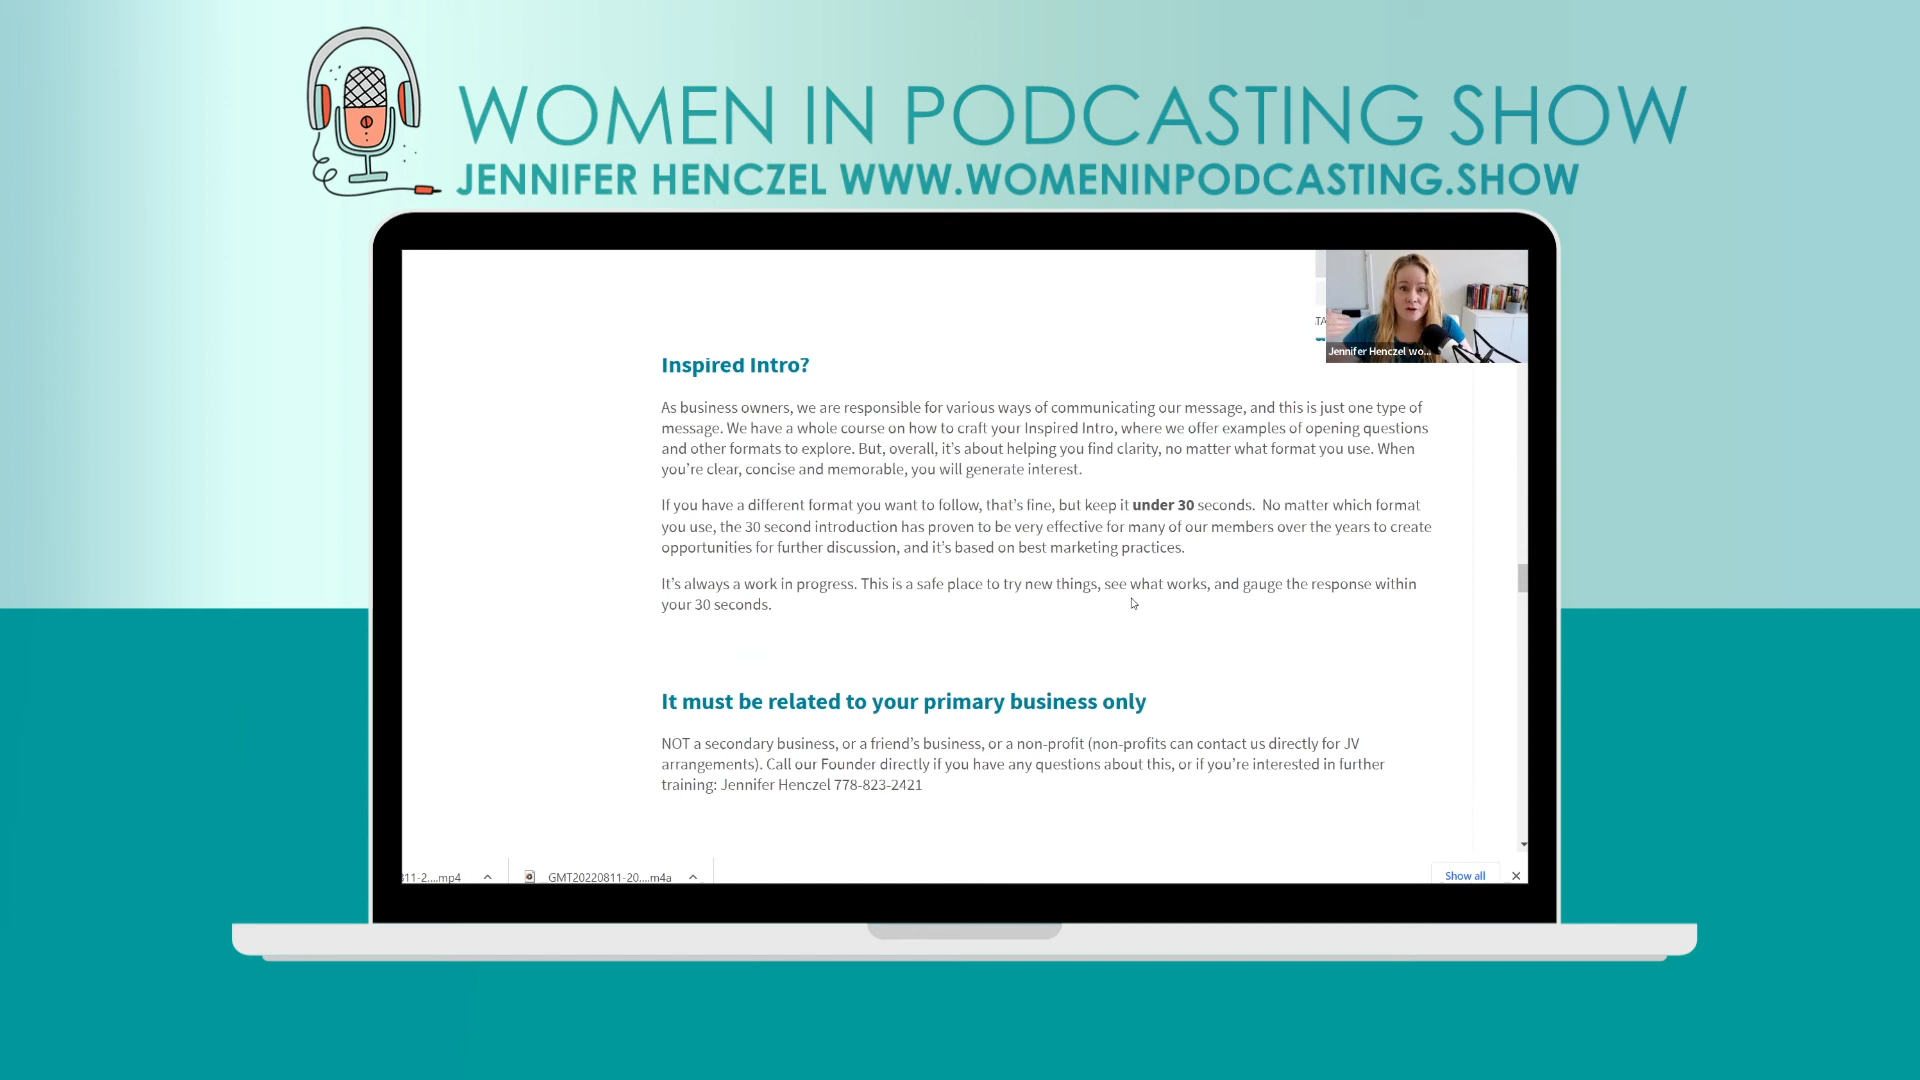 WOMEN IN PODCASTING SHOW
JENNIFER HENCZEL WWW.WOMENINPODCASTING.SHOW
Jennifer Henczel wo...
Inspired Intro?
As business owners, we are responsible for various ways of communicating our message, and this is just one type of
message. We have a whole course on how to craft your Inspired Intro, where we offer examples of opening questions
and other formats to explore. But, overall, it’s about helping you find clarity, no matter what format you use. When
you’re clear, concise and memorable, you will generate interest.
If you have a different format you want to follow, that’s fine, but keep it under 30 seconds.  No matter which format
you use, the 30 second introduction has proven to be very effective for many of our members over the years to create
opportunities for further discussion, and it’s based on best marketing practices.
It’s always a work in progress. This is a safe place to try new things, see what works, and gauge the response within
your 30 seconds.
It must be related to your primary business only
NOT a secondary business, or a friend’s business, or a non-profit (non-profits can contact us directly for JV
arrangements). Call our Founder directly if you have any questions about this, or if you’re interested in further
training: Jennifer Henczel 778-823-2421
11-2....mp4
GMT20220811-20....m4a
Show all